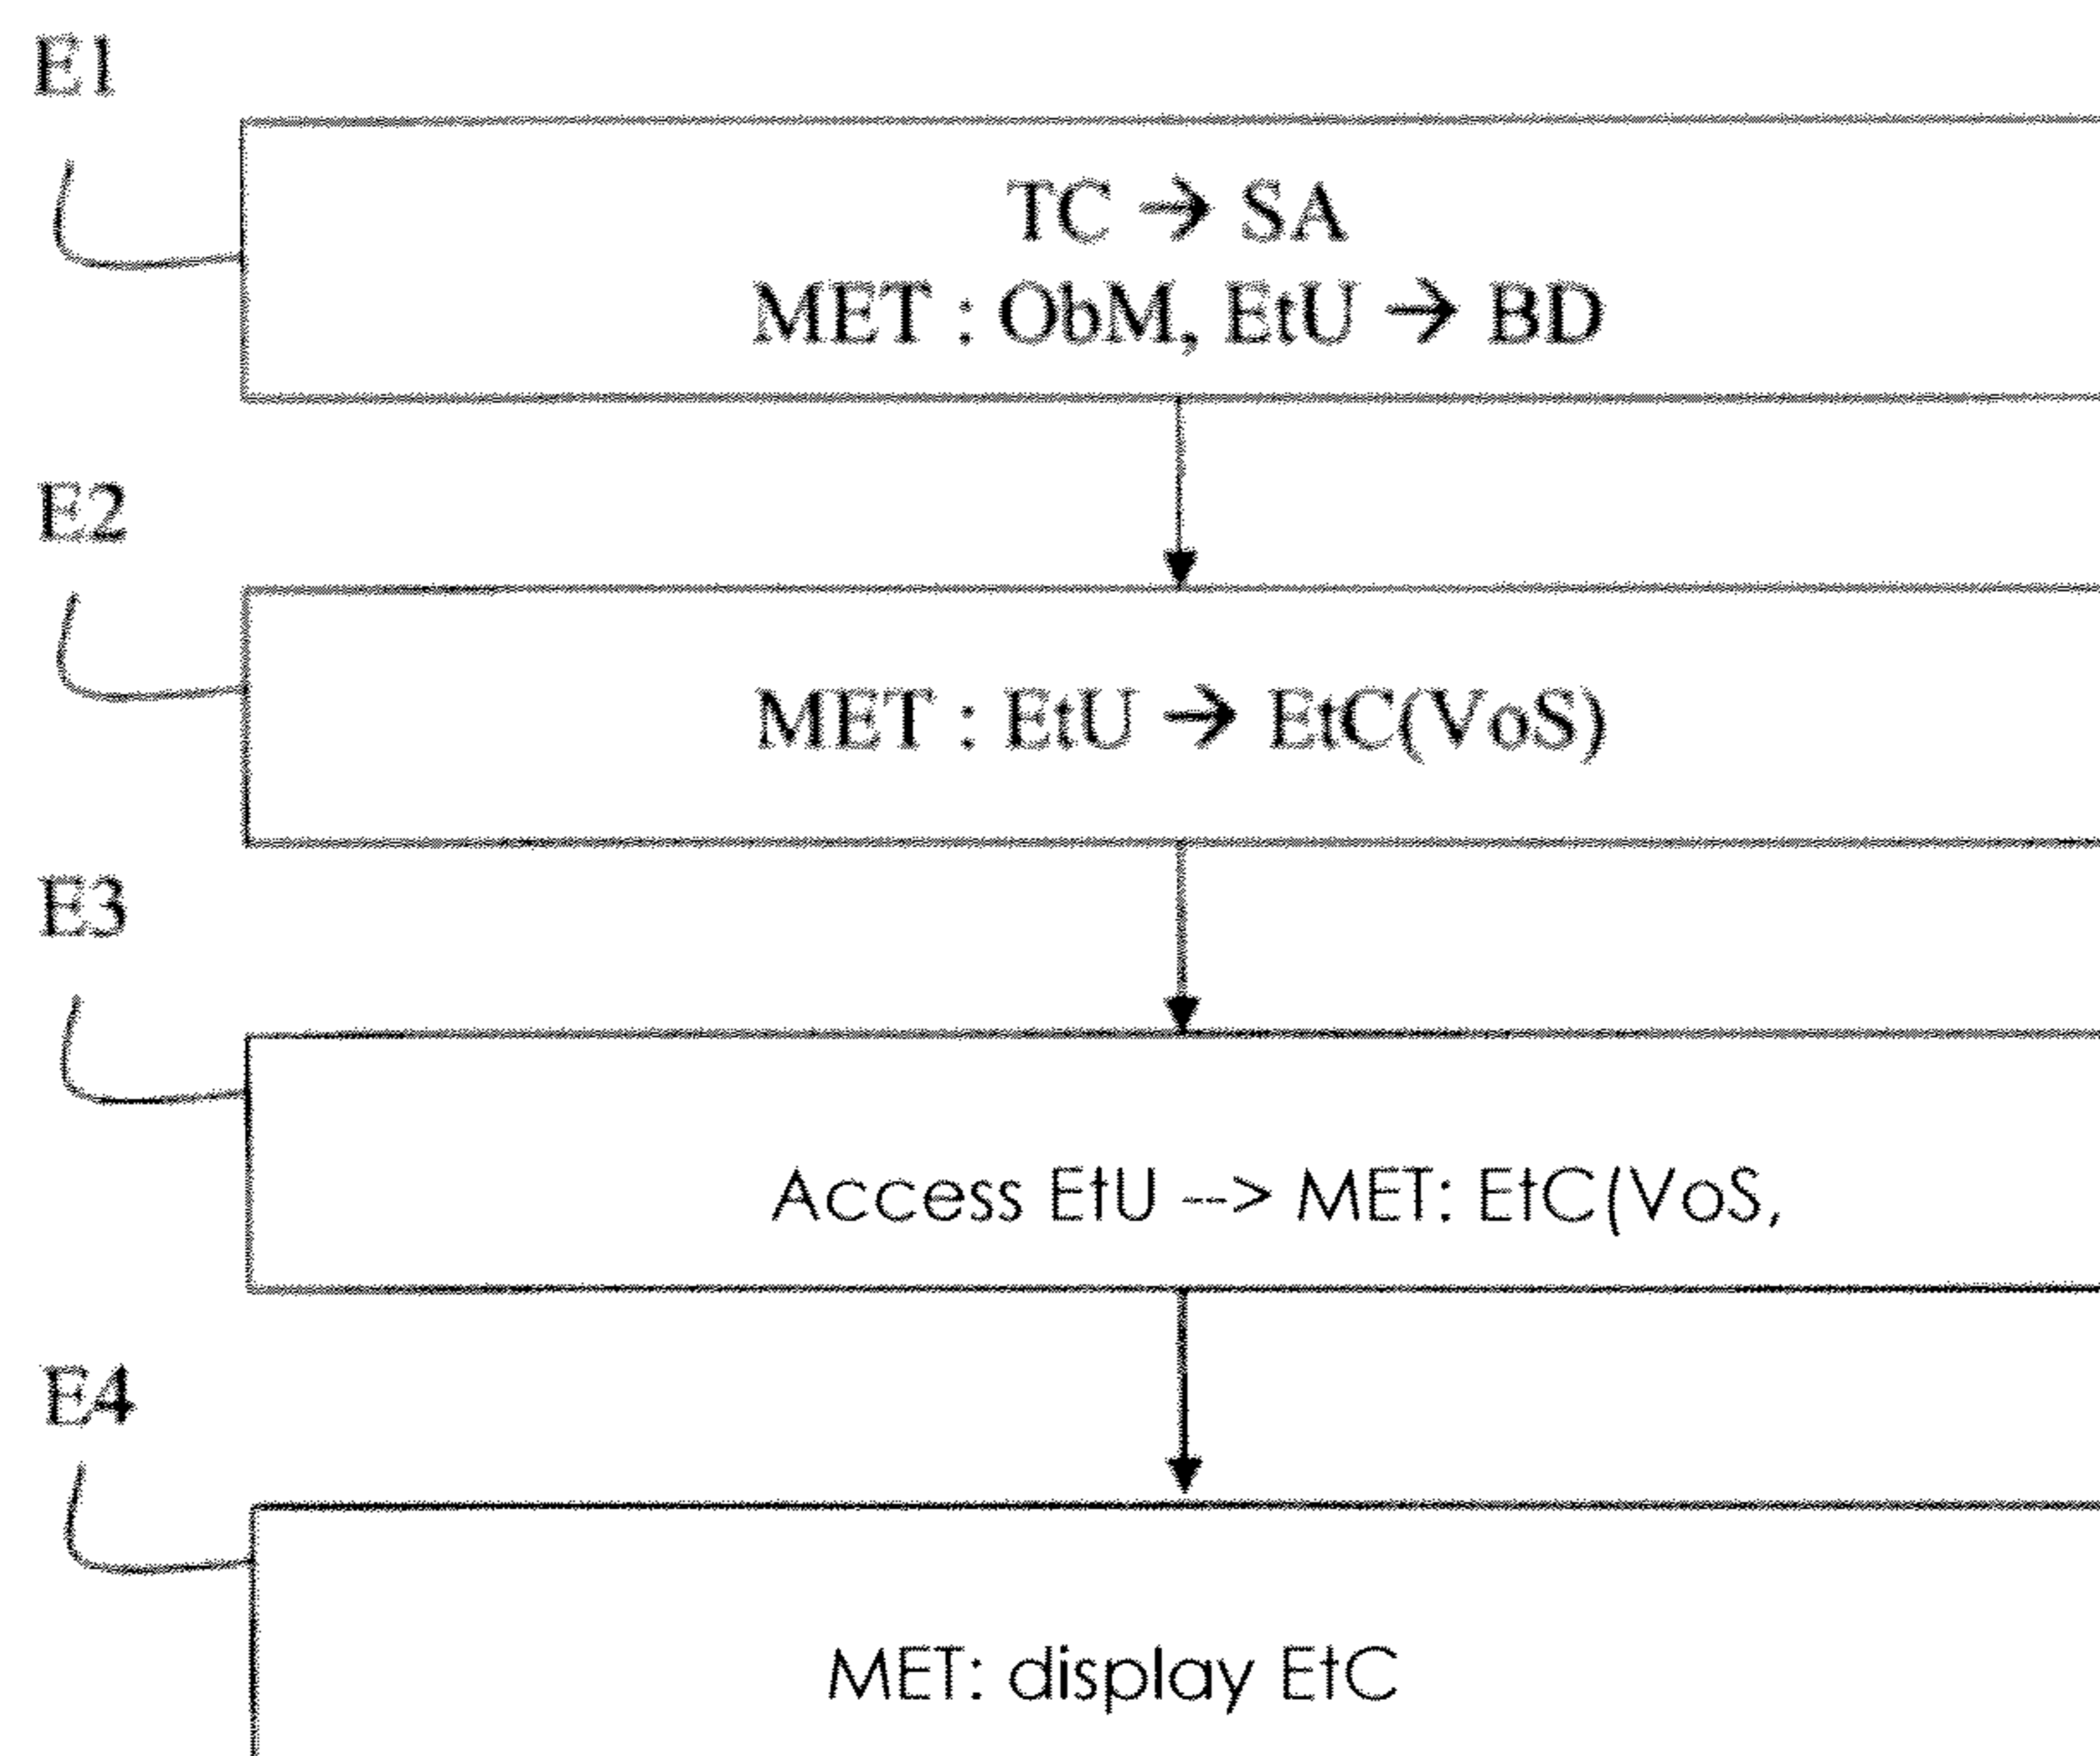 E1
TC → SA
MET : ObM, EtU → BD
E2
MET : EtU → EtC(VoS)
E3
Access EtU --> MET: EtC(VoS,
E4
MET: display EtC